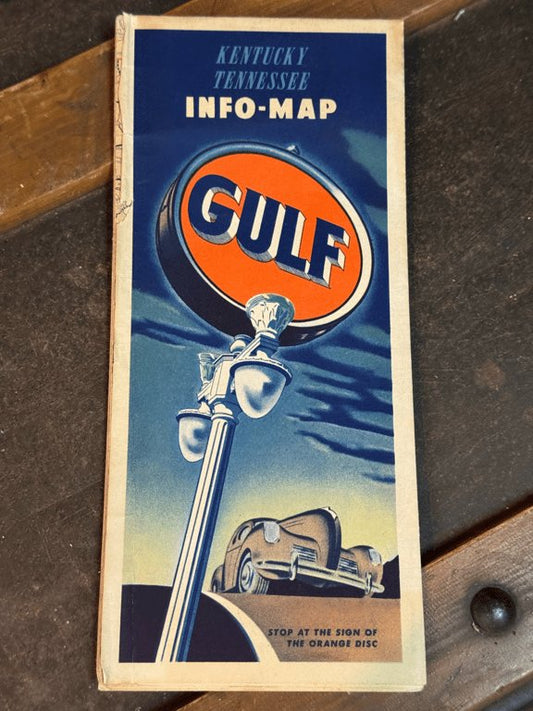 KENTUCKY
TENNESSEE
INFO-MAP
GULF
STOP AT THE SIGN OF
THE ORANGE DISC